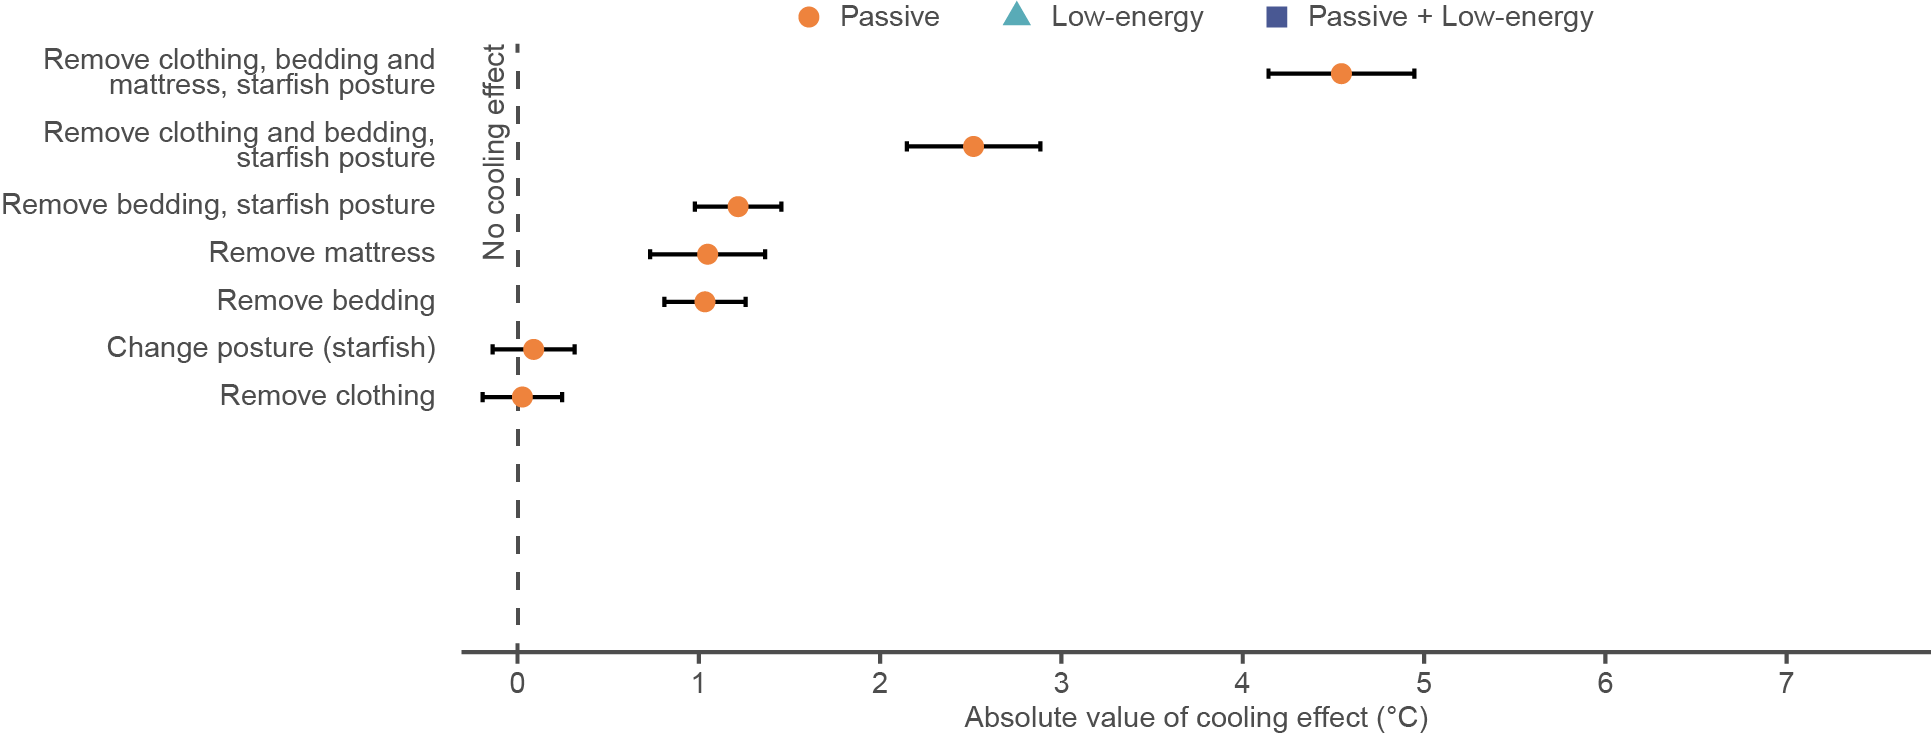 Passive
Low-energy
Passive + Low-energy
Remove clothing, bedding and
mattress, starfish posture
Remove clothing and bedding,
starfish posture
Remove bedding, starfish posture
Remove mattress
Remove bedding
Change posture (starfish)
Remove clothing
No cooling effect
0 1 2 3 4 5 6 7
Absolute value of cooling effect (°C)